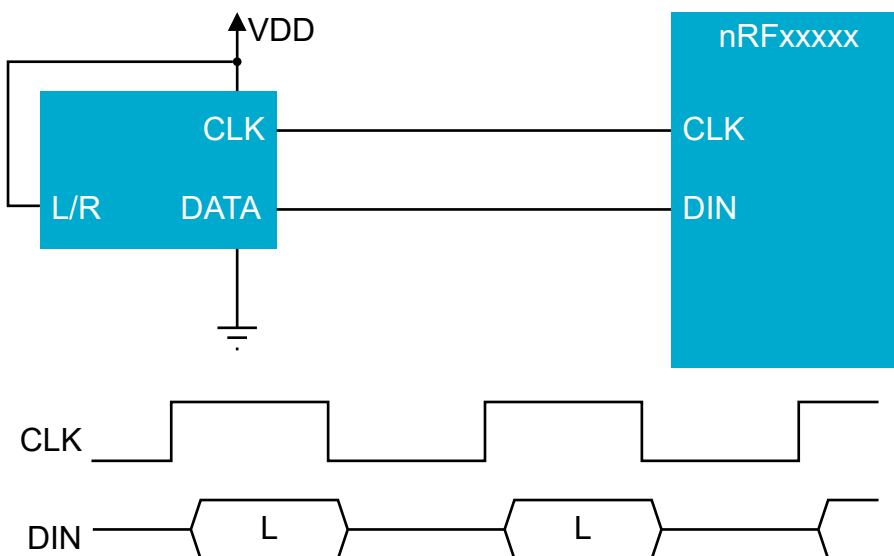 VDD
nRFxxxxx
CLK
CLK
L/R
DATA
DIN
CLK
DIN
L
L